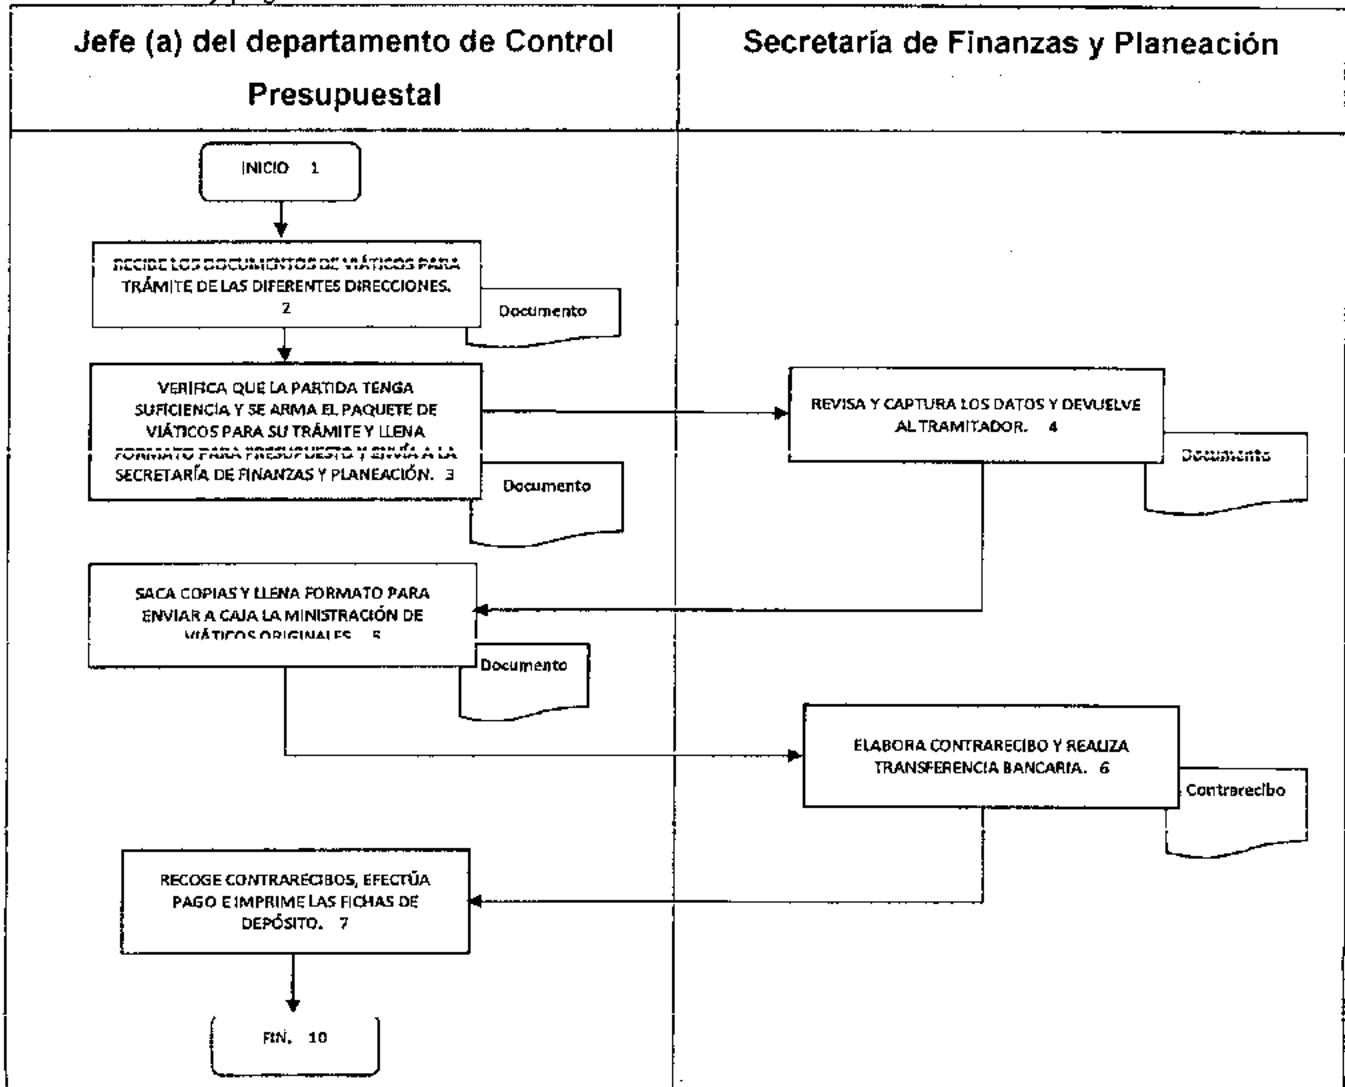 Jefe (a) del departamento de Control
Presupuestal
Secretaría de Finanzas y Planeación
INICIO 1
RECIBE LOS DOCUMENTOS DE VIÁTICOS PARA
TRÁMITE DE LAS DIFERENTES DIRECCIONES.
2
Documento
VERIFICA QUE LA PARTIDA TENGA
SUFICIENCIA Y SE ARMA EL PAQUETE DE
VIÁTICOS PARA SU TRÁMITE Y LLENA
FORMATO PARA PRESUPUESTO Y ENVÍA A LA
SECRETARÍA DE FINANZAS Y PLANEACIÓN. 3
Documento
REVISA Y CAPTURA LOS DATOS Y DEVUELVE
AL TRAMITADOR. 4
Documento
SACA COPIAS Y LLENA FORMATO PARA
ENVIAR A CAJA LA MINISTRACIÓN DE
VIÁTICOS ORIGINALES. 5
Documento
ELABORA CONTRARECIBO Y REALIZA
TRANSFERENCIA BANCARIA. 6
Contrarecibo
RECOGE CONTRARECIBOS, EFECTÚA
PAGO E IMPRIME LAS FICHAS DE
DEPÓSITO. 7
FIN. 10